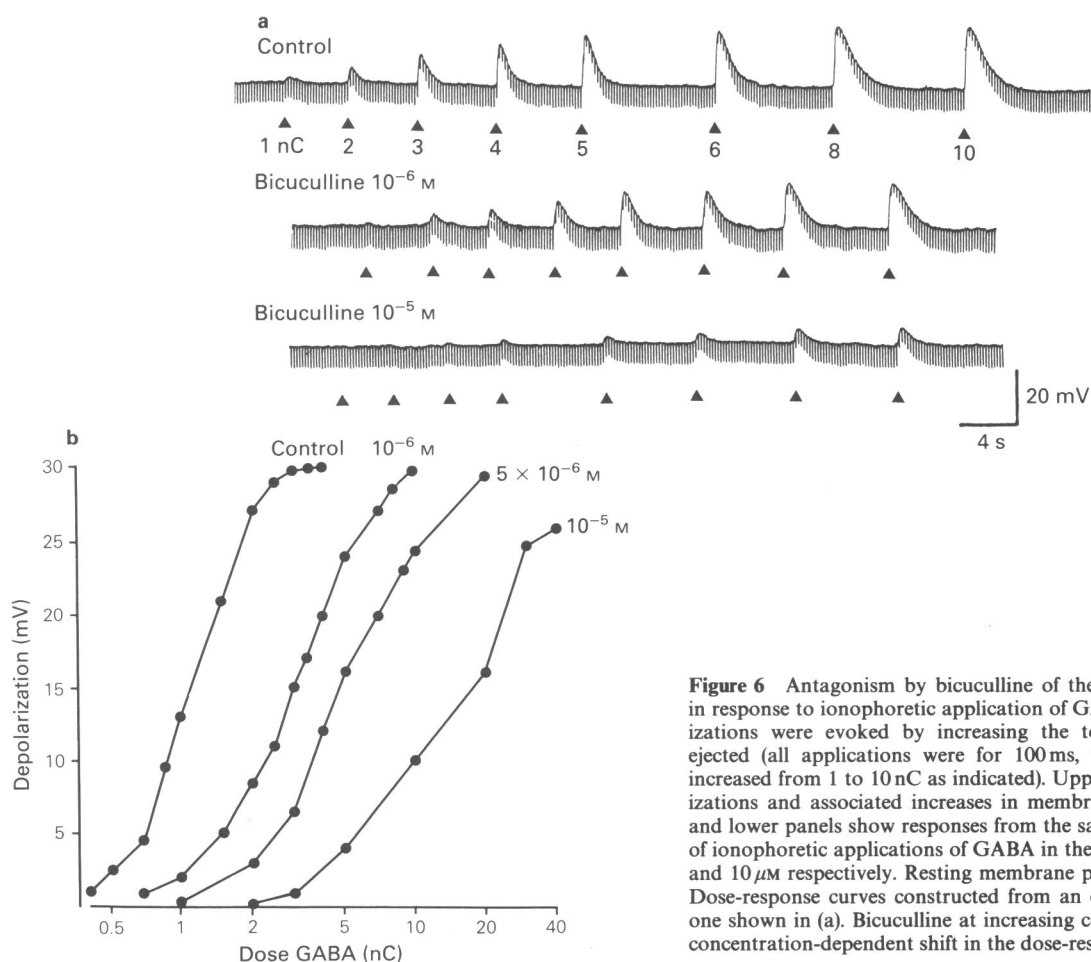 a
Control
1 nC 2 3 4 5 6 8 10
Bicuculline 10⁻⁶ M
Bicuculline 10⁻⁵ M
20 mV
4 s
b
Control 10⁻⁶ M
5 × 10⁻⁶ M
10⁻⁵ M
30
25
20
15
10
5
Depolarization (mV)
0.5 1 2 5 10 20 40
Dose GABA (nC)
Figure 6 Antagonism by bicuculline of the
in response to ionophoretic application of G
izations were evoked by increasing the t
ejected (all applications were for 100 ms,
increased from 1 to 10 nC as indicated). Upp
izations and associated increases in membr
and lower panels show responses from the sa
of ionophoretic applications of GABA in the
and 10 μM respectively. Resting membrane p
Dose-response curves constructed from an
one shown in (a). Bicuculline at increasing c
concentration-dependent shift in the dose-res